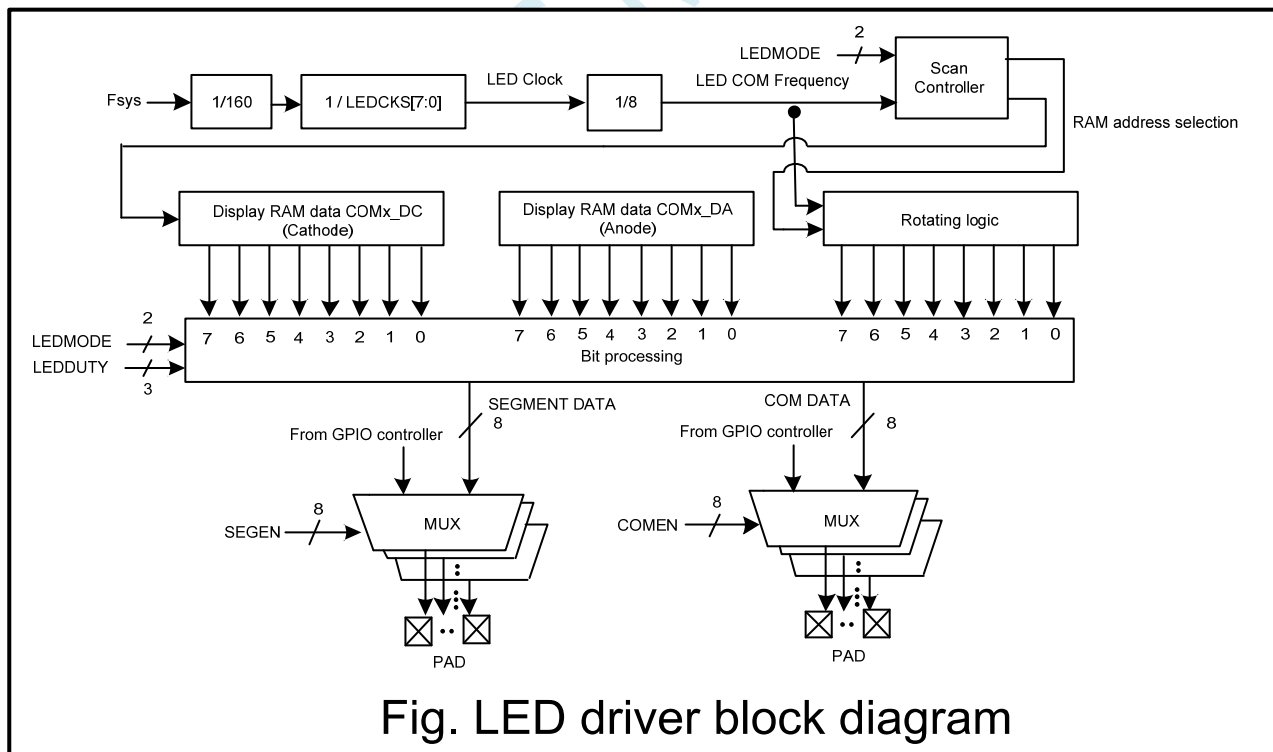 LEDMODE
2
Scan
Controller
Fsys
1/160
1 / LEDCKS[7:0]
LED Clock
1/8
LED COM Frequency
RAM address selection
Display RAM data COMx_DC
(Cathode)
Display RAM data COMx_DA
(Anode)
Rotating logic
7 6 5 4 3 2 1 0
7 6 5 4 3 2 1 0
7 6 5 4 3 2 1 0
Bit processing
LEDMODE
2
LEDDUTY
3
SEGMENT DATA
8
From GPIO controller
COM DATA
8
From GPIO controller
SEGEN
8
MUX
COMEN
8
MUX
PAD
PAD
Fig. LED driver block diagram